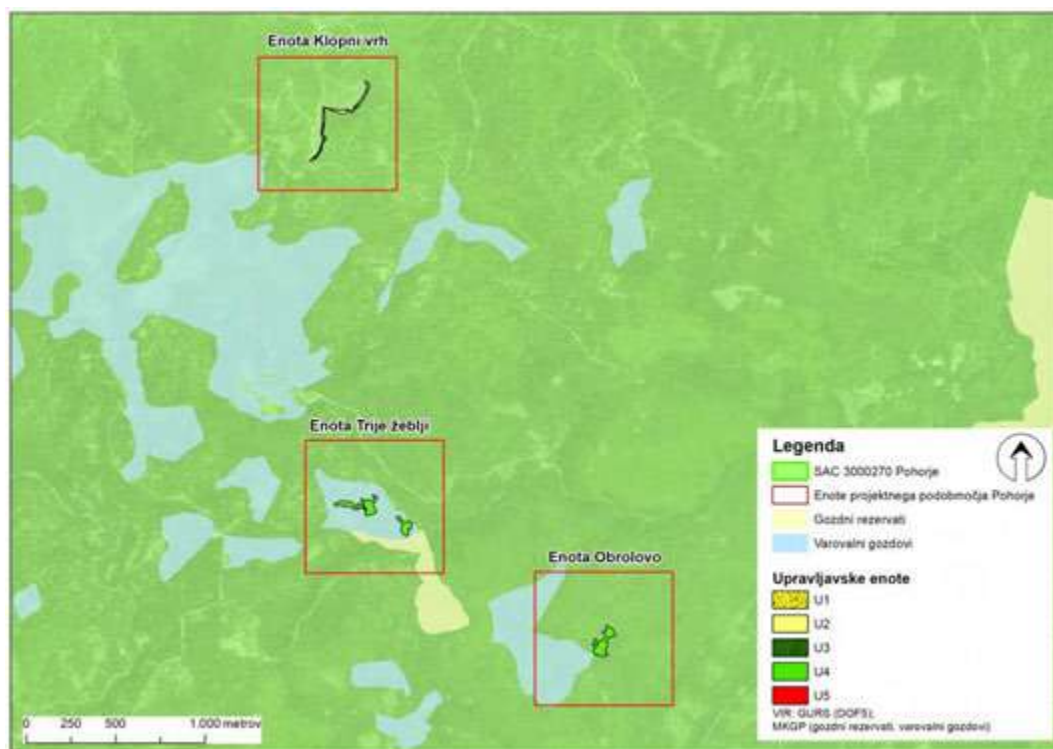 Enota Klopni vrh
Enota Trije žeblji
Enota Obrolovo
Legenda
SAC 3000270 Pohorje
Enote projektnega podobmočja Pohorje
Gozdni rezervati
Varovalni gozdovi
Upravljavske enote
U1
U2
U3
U4
U5
VIR: GURS (DOF5);
MKGP (gozdni rezervati, varovalni gozdovi)
0 250 500 1.000 metrov